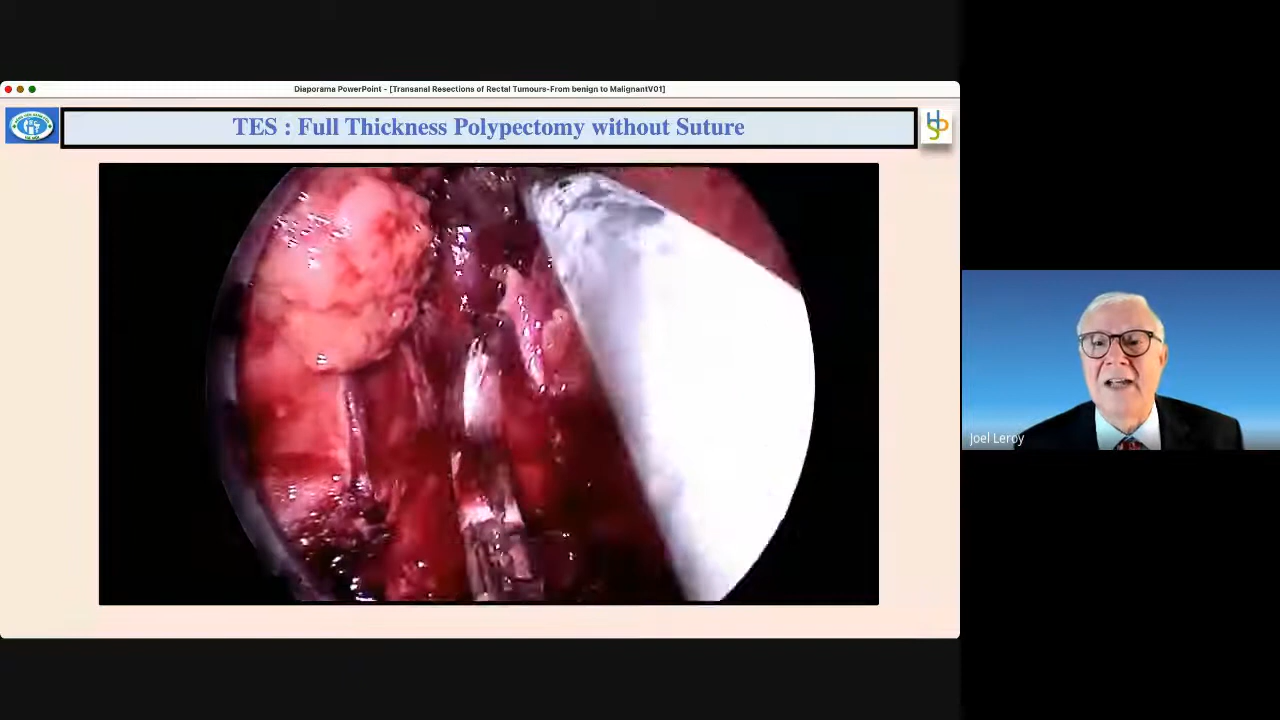 Diaporama PowerPoint - [Transanal Resections of Rectal Tumours-From benign to MalignantV01]
TES : Full Thickness Polypectomy without Suture
Joel Leroy